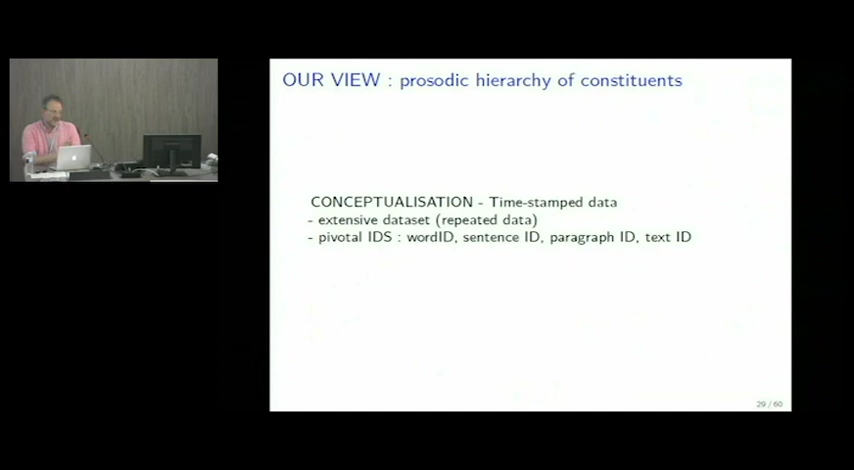 OUR VIEW : prosodic hierarchy of constituents
CONCEPTUALISATION - Time-stamped data
- extensive dataset (repeated data)
- pivotal IDS : wordID, sentence ID, paragraph ID, text ID
29 / 60